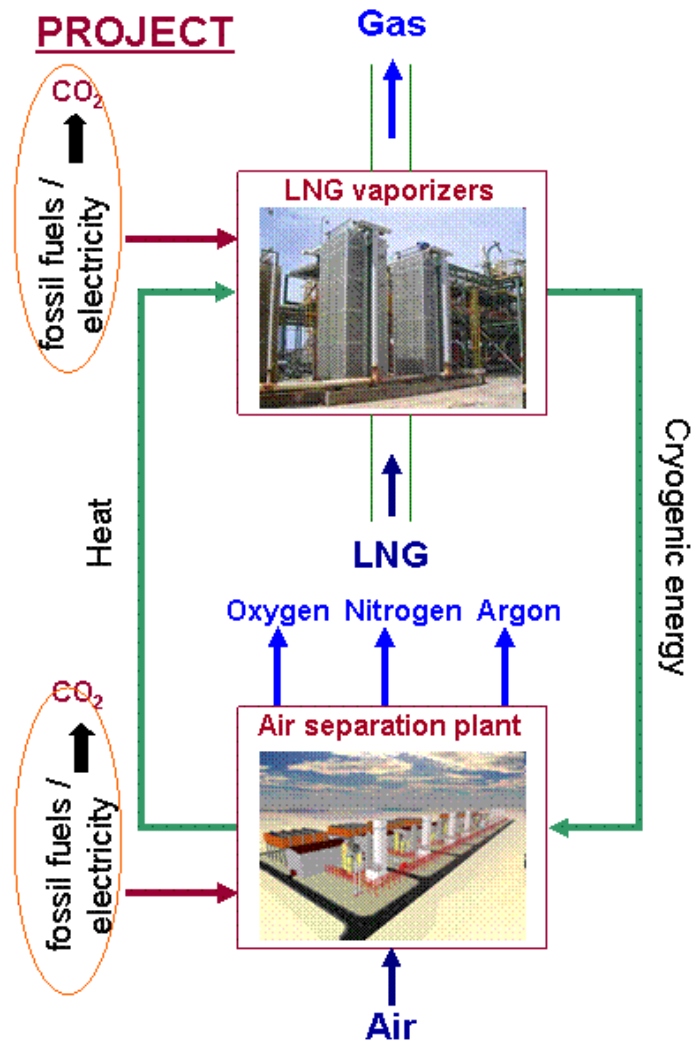 PROJECT
Gas
CO₂
fossil fuels /
electricity
LNG vaporizers
Heat
Cryogenic energy
LNG
Oxygen Nitrogen Argon
CO₂
fossil fuels /
electricity
Air separation plant
Air